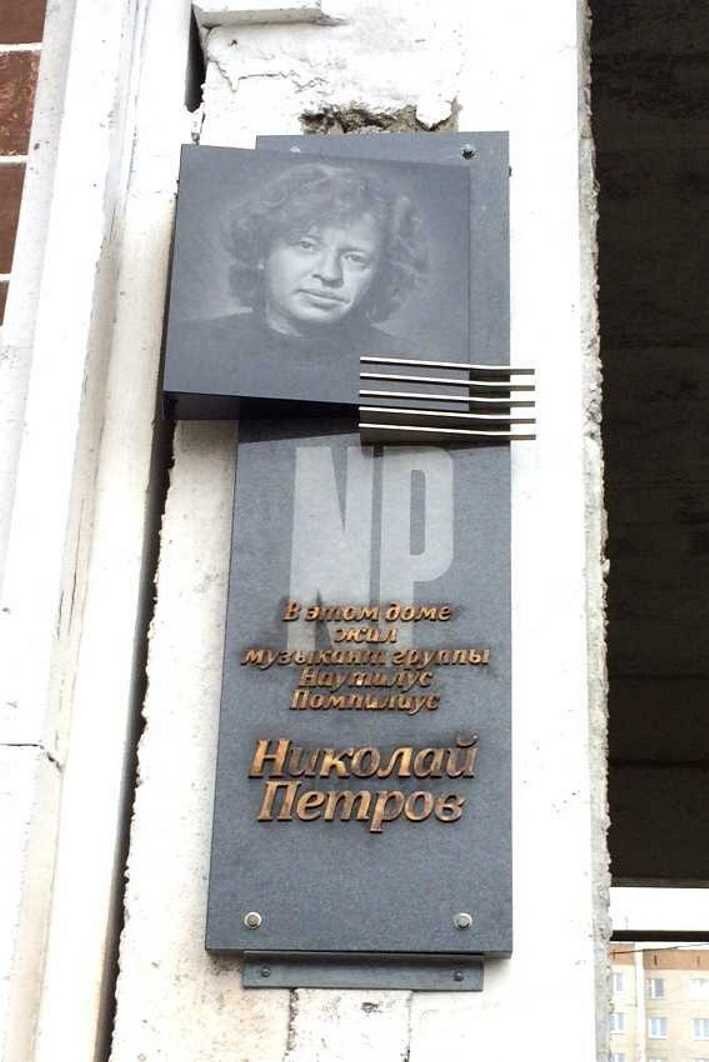 NP
В этом доме
жил
музыкант группы
Наутилус
Помпилиус
Николай
Петров